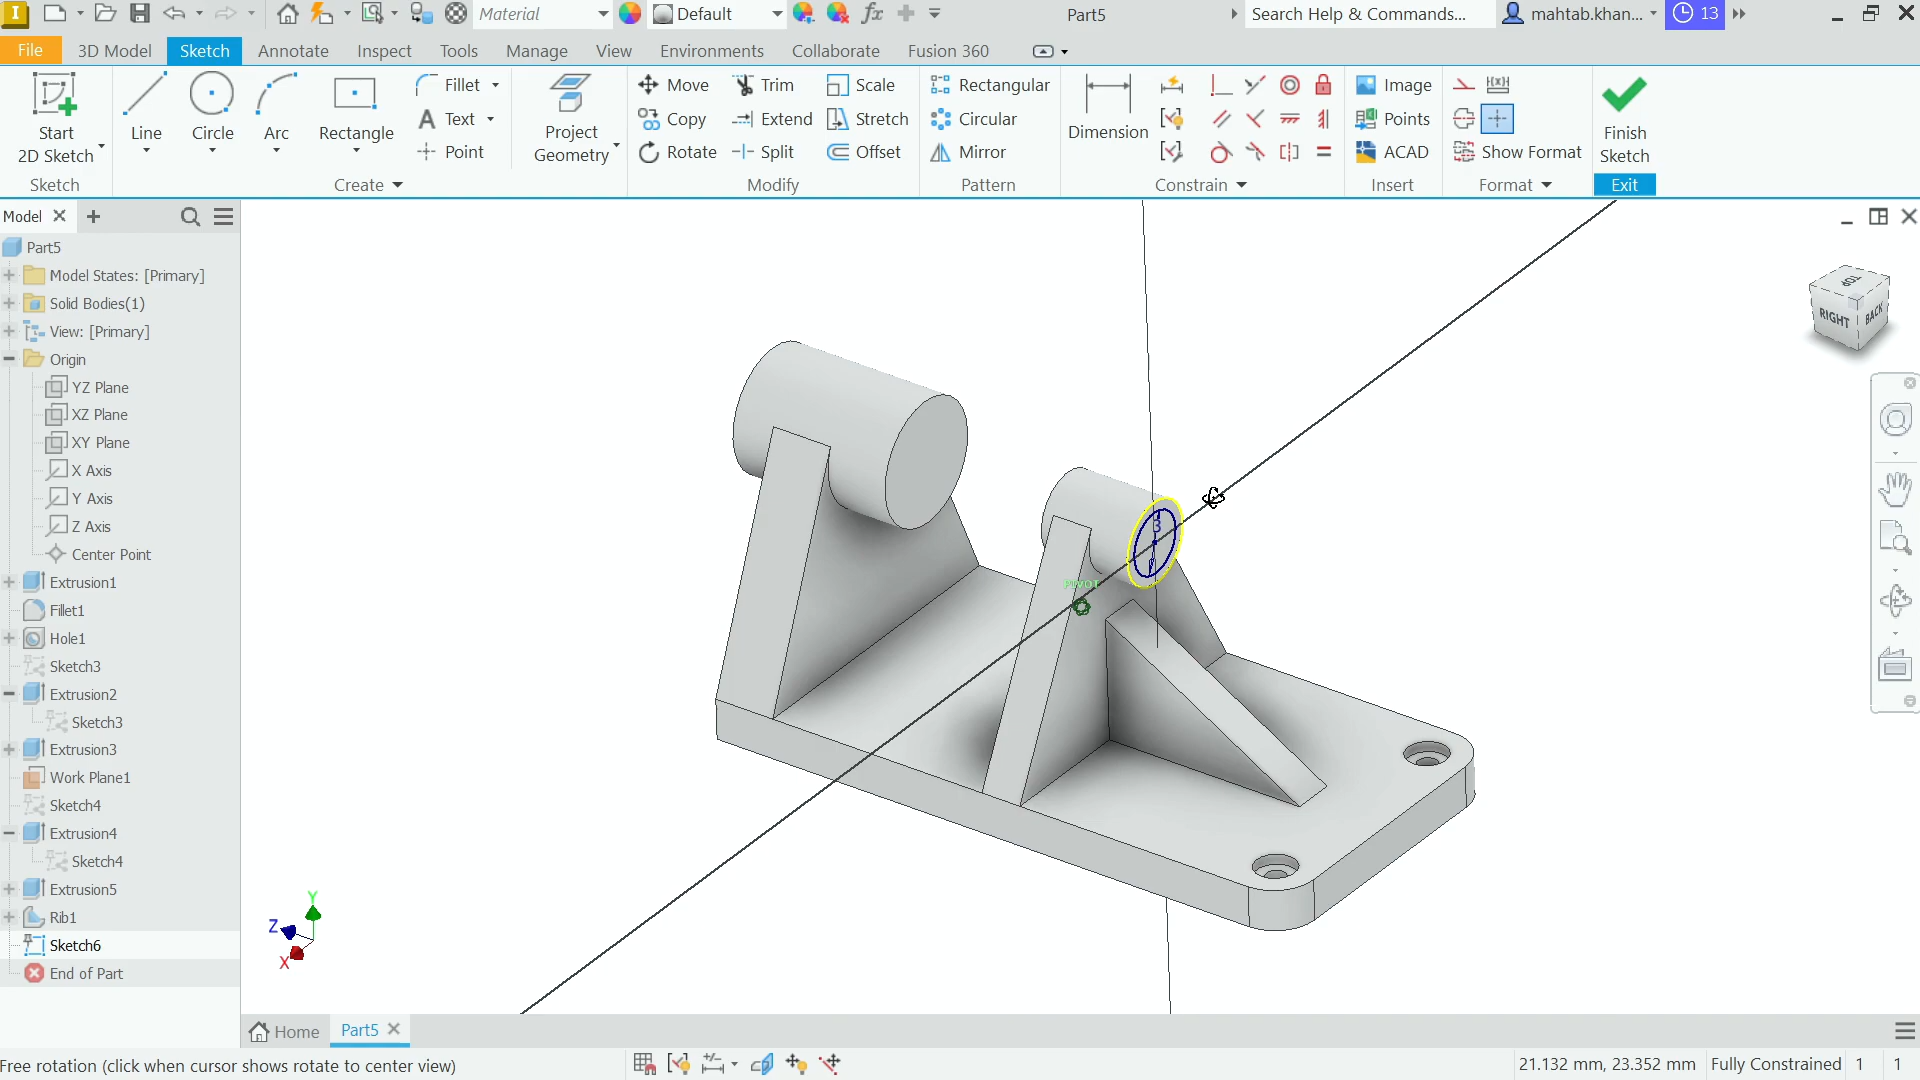 I
Material
Default
fx
Part5
Search Help & Commands...
mahtab.khan...
13
File
3D Model
Sketch
Annotate
Inspect
Tools
Manage
View
Environments
Collaborate
Fusion 360
Start
2D Sketch
Line
Circle
Arc
Rectangle
Fillet
Text
Point
Project
Geometry
Move
Copy
Rotate
Trim
Extend
Split
Scale
Stretch
Offset
Rectangular
Circular
Mirror
Dimension
Image
Points
ACAD
Show Format
Finish
Sketch
Sketch
Create
Modify
Pattern
Constrain
Insert
Format
Exit
Model
Part5
Model States: [Primary]
Solid Bodies(1)
View: [Primary]
Origin
YZ Plane
XZ Plane
XY Plane
X Axis
Y Axis
Z Axis
Center Point
Extrusion1
Fillet1
Hole1
Sketch3
Extrusion2
Sketch3
Extrusion3
Work Plane1
Sketch4
Extrusion4
Sketch4
Extrusion5
Rib1
Sketch6
End of Part
TOP
RIGHT
BACK
3
PIVOT
Y
Z
X
Home
Part5
Free rotation (click when cursor shows rotate to center view)
21.132 mm, 23.352 mm
Fully Constrained
1
1